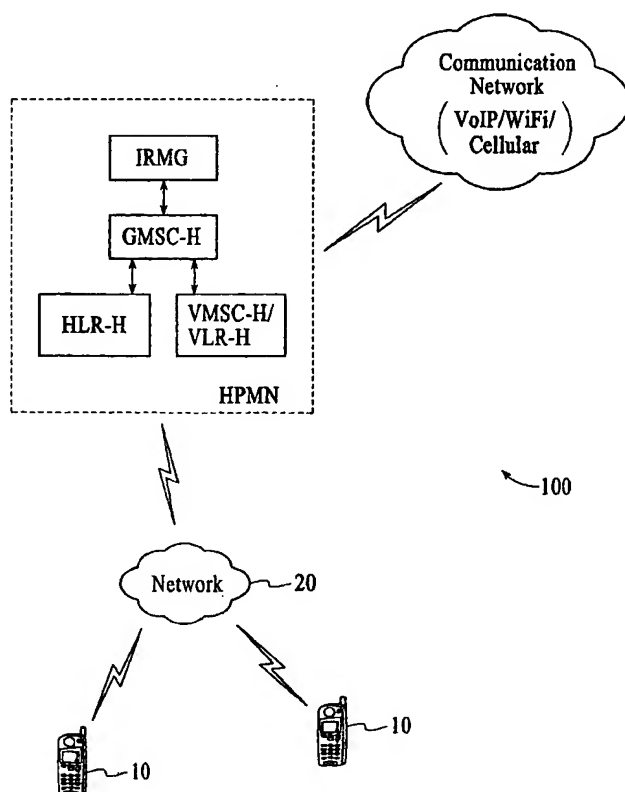 Communication
Network
(VoIP/WiFi/
Cellular)
IRMG
GMSC-H
HLR-H
VMSC-H/
VLR-H
HPMN
100
Network
20
10
10